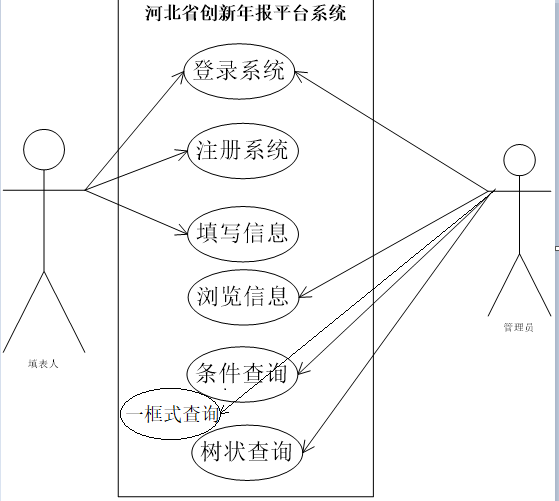 河北省创新年报平台系统
登录系统
注册系统
填写信息
浏览信息
管理员
填表人
条件查询
一框式查询
树状查询